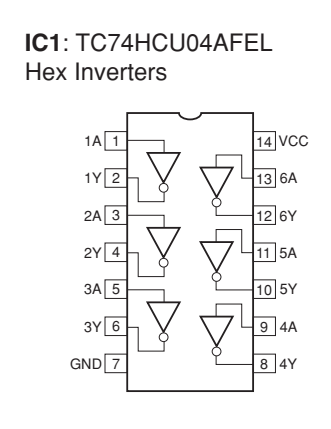 IC1: TC74HCU04AFEL
Hex Inverters
1A 1
14 VCC
1Y 2
13 6A
2A 3
12 6Y
2Y 4
11 5A
3A 5
10 5Y
3Y 6
9 4A
GND 7
8 4Y